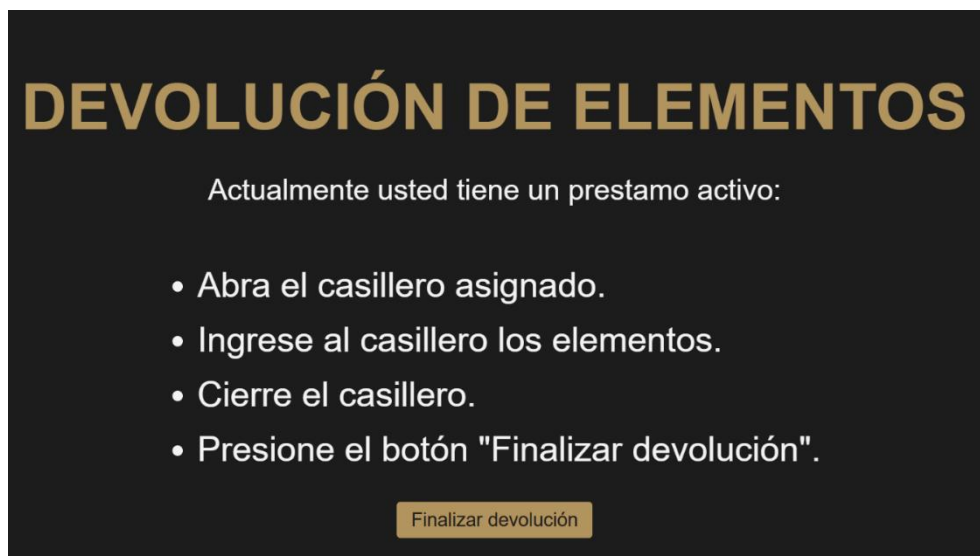 DEVOLUCIÓN DE ELEMENTOS
Actualmente usted tiene un prestamo activo:
• Abra el casillero asignado.
• Ingrese al casillero los elementos.
• Cierre el casillero.
• Presione el botón "Finalizar devolución".
Finalizar devolución